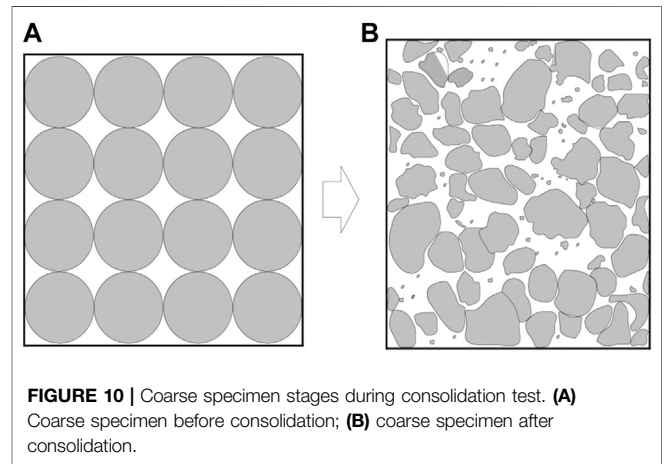 A
B
FIGURE 10 | Coarse specimen stages during consolidation test. (A)
Coarse specimen before consolidation; (B) coarse specimen after
consolidation.